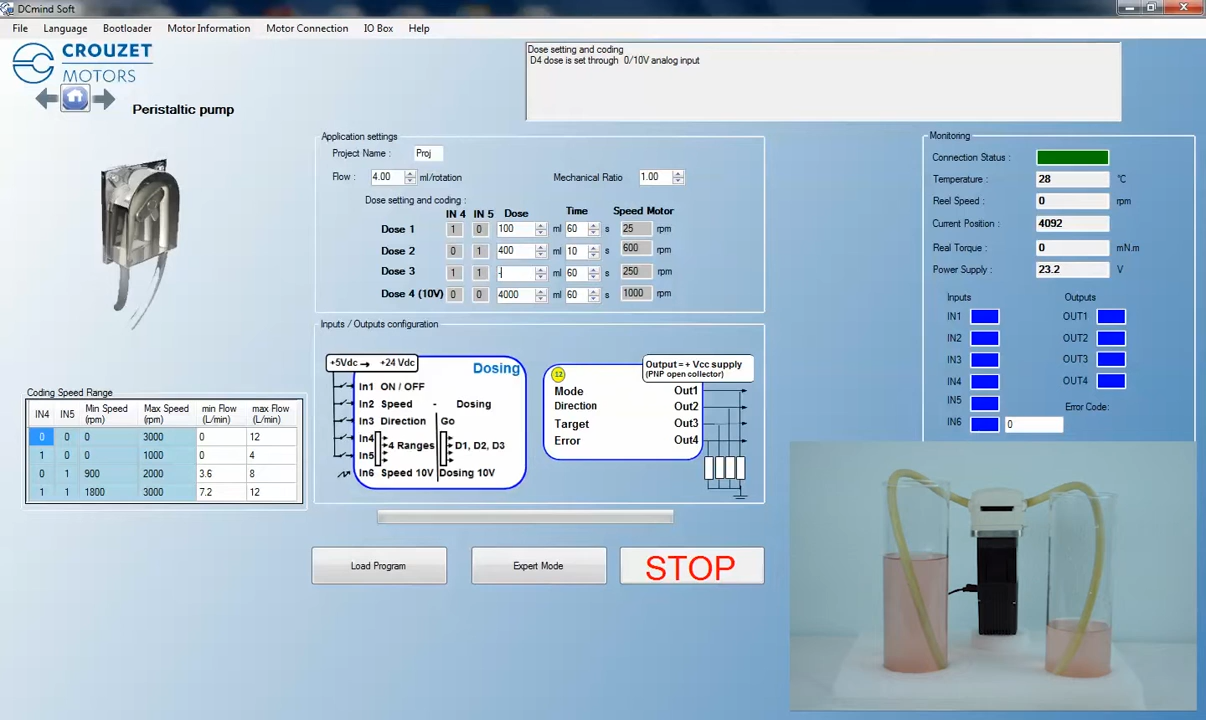 DCmind Soft
File Language Bootloader Motor Information Motor Connection IO Box Help
CROUZET
MOTORS
Peristaltic pump
Dose setting and coding
D4 dose is set through 0/10V analog input
Application settings
Project Name : Proj
Flow : 4.00 ml/rotation Mechanical Ratio 1.00
Dose setting and coding :
IN 4 IN 5 Dose Time Speed Motor
Dose 1 1 0 100 ml 60 s 25 rpm
Dose 2 0 1 400 ml 10 s 600 rpm
Dose 3 1 1 - ml 60 s 250 rpm
Dose 4 (10V) 0 0 4000 ml 60 s 1000 rpm
Monitoring
Connection Status :
Temperature : 28 °C
Reel Speed : 0 rpm
Current Position : 4092
Real Torque : 0 mN.m
Power Supply : 23.2 V
Inputs Outputs
IN1 OUT1
IN2 OUT2
IN3 OUT3
IN4 OUT4
IN5 Error Code:
IN6 0
Inputs / Outputs configuration
+5Vdc → +24 Vdc
Dosing
In1 ON / OFF
In2 Speed - Dosing
In3 Direction Go
In4
4 Ranges D1, D2, D3
In5
In6 Speed 10V Dosing 10V
12
Output = + Vcc supply
(PNP open collector)
Mode Out1
Direction Out2
Target Out3
Error Out4
Coding Speed Range
IN4 IN5 Min Speed (rpm) Max Speed (rpm) min Flow (L/min) max Flow (L/min)
0 0 0 3000 0 12
1 0 0 1000 0 4
0 1 900 2000 3.6 8
1 1 1800 3000 7.2 12
Load Program Expert Mode STOP